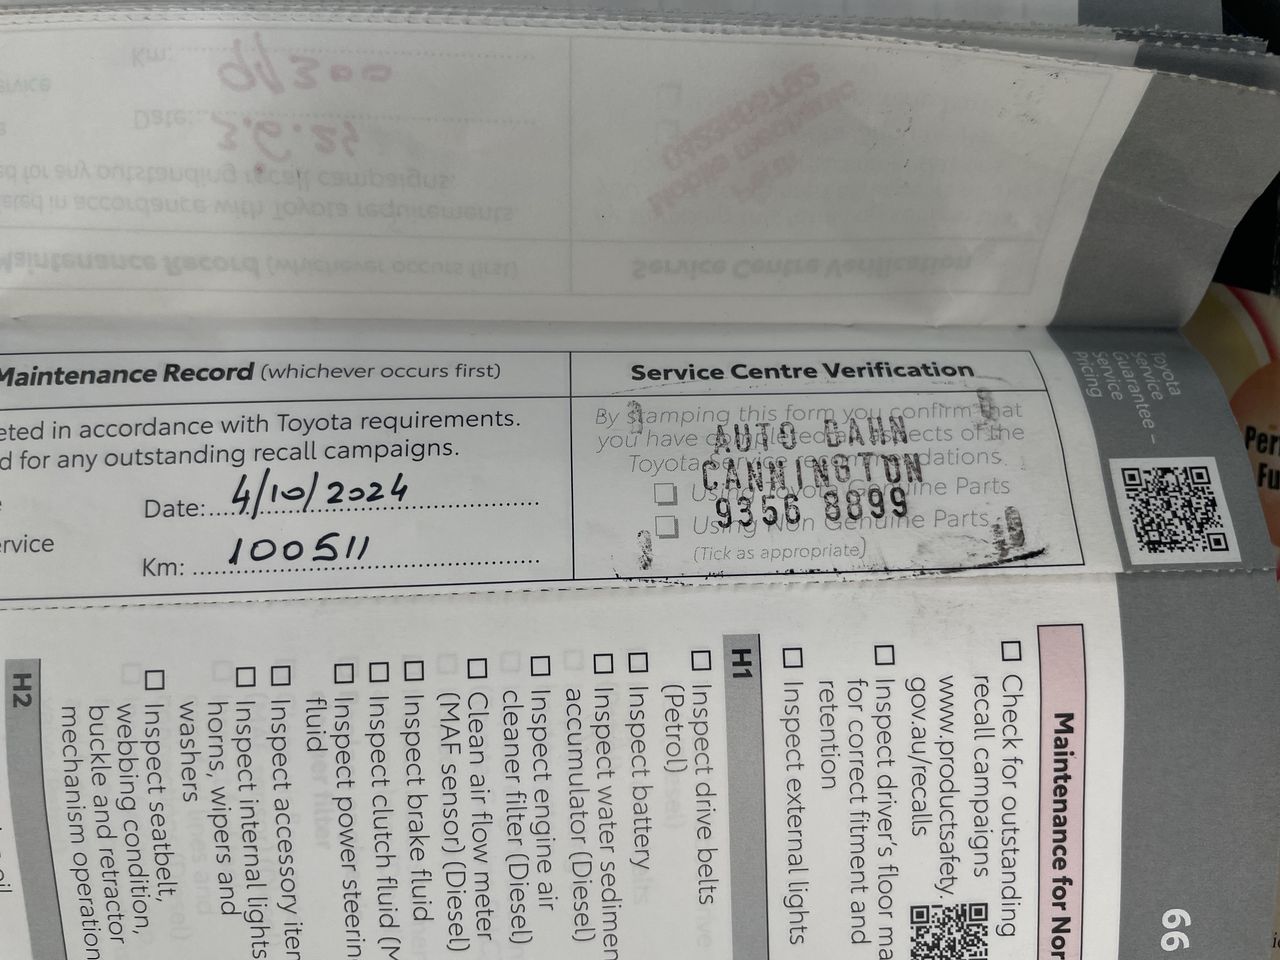 Maintenance Record (whichever occurs first)
eted in accordance with Toyota requirements.
d for any outstanding recall campaigns.
Date: 4/10/2024
rvice
Km: 100511
Service Centre Verification
By stamping this form you confirm that
you have completed all aspects of the
Toyota service recommendations.
Using Toyota Genuine Parts
Using Non Genuine Parts
(Tick as appropriate)
AUTO
CANNINGTON
9356 8899
Toyota
Service
Guarantee –
Service
Pricing
66
Maintenance for Nor
Check for outstanding
recall campaigns
www.productsafety.
gov.au/recalls
Inspect driver's floor ma
for correct fitment and
retention
Inspect external lights
H1
Inspect drive belts
(Petrol)
Inspect battery
Inspect water sedimen
accumulator (Diesel)
Inspect engine air
cleaner filter (Diesel)
Clean air flow meter
(MAF sensor) (Diesel)
Inspect brake fluid
Inspect clutch fluid (M
Inspect power steerin
fluid
Inspect accessory iten
Inspect internal lights
horns, wipers and
washers
Inspect seatbelt,
webbing condition,
buckle and retractor
mechanism operation
H2